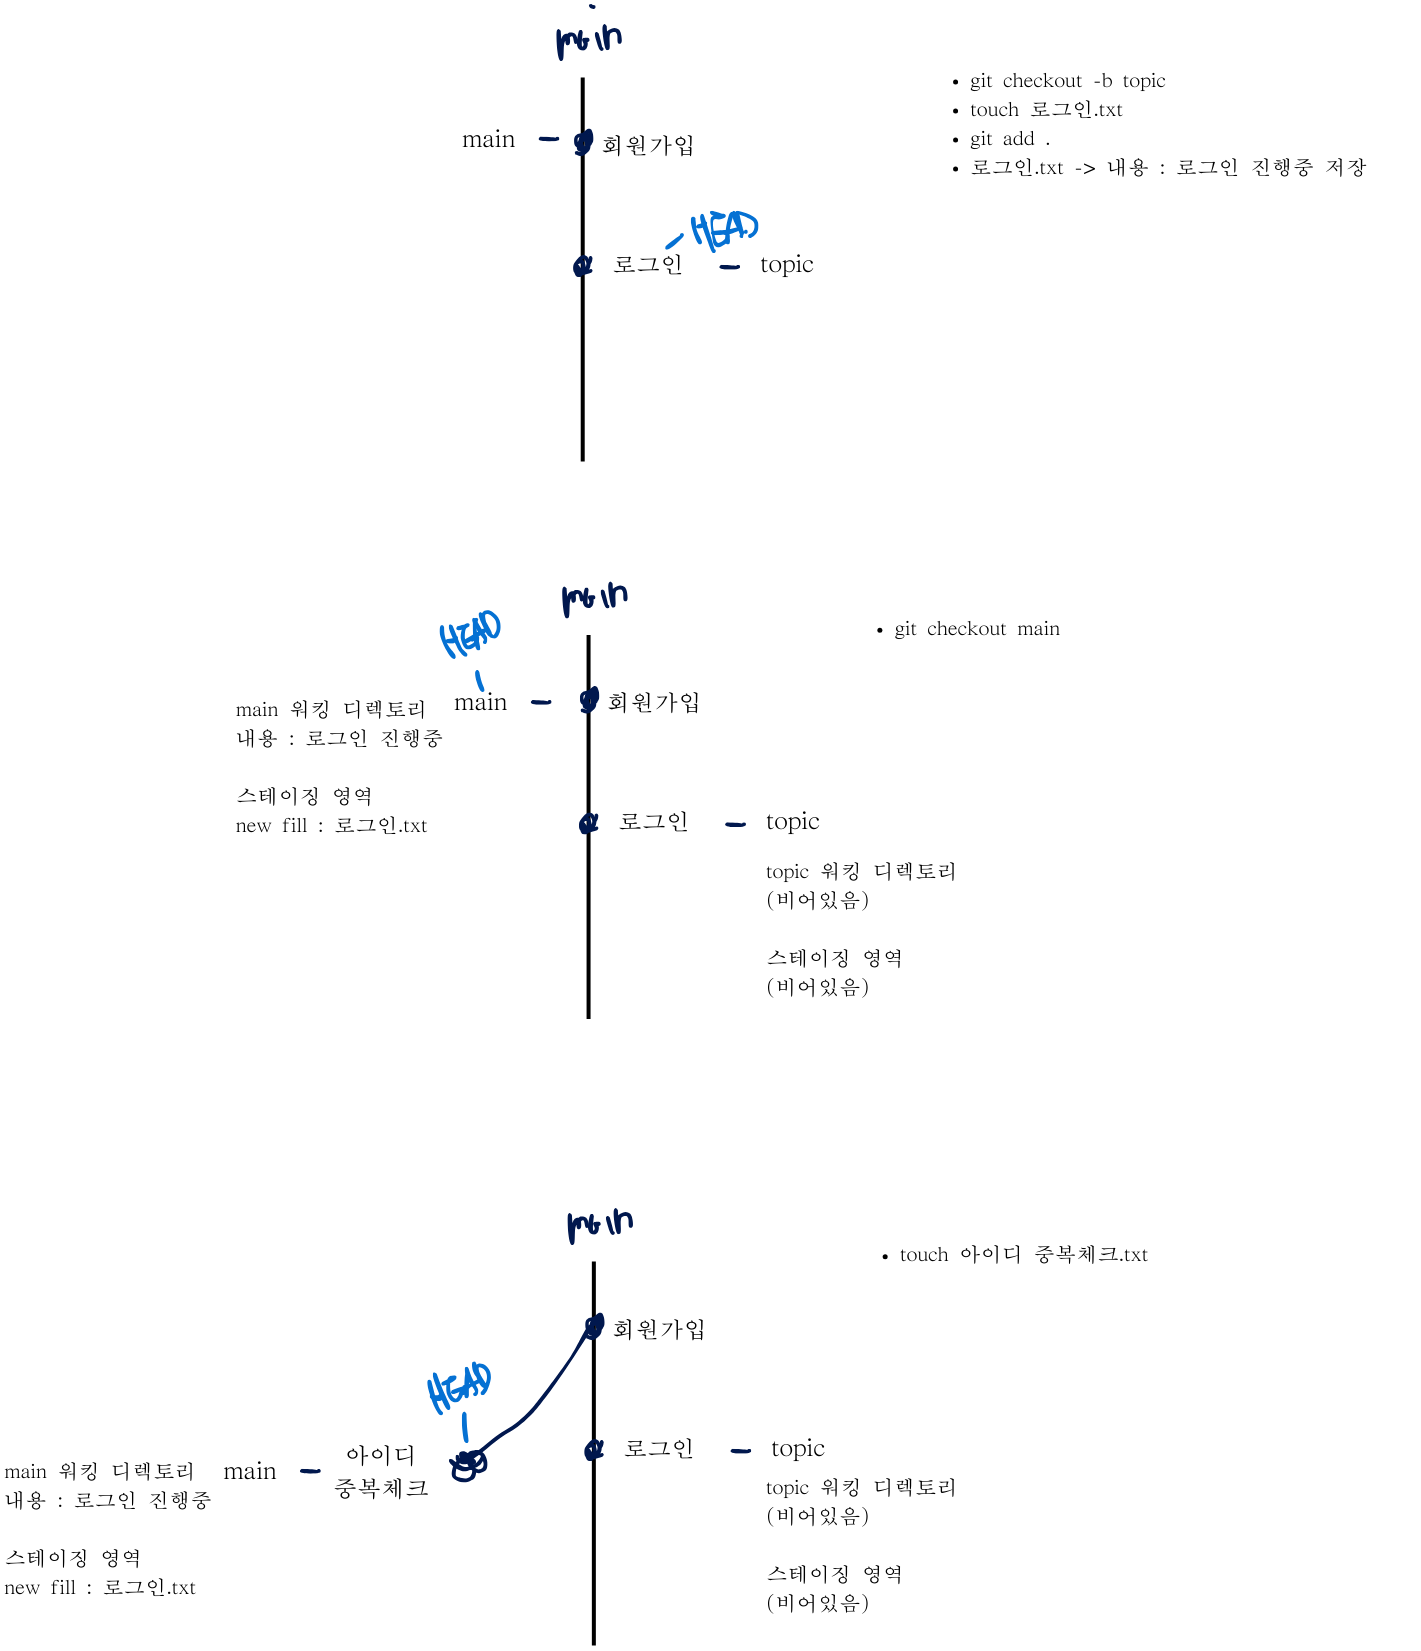 main
• git checkout -b topic
• touch 로그인.txt
• git add .
• 로그인.txt -> 내용 : 로그인 진행중 저장
main
회원가입
HEAD
로그인
topic
main
• git checkout main
HEAD
main
회원가입
main 워킹 디렉토리
내용 : 로그인 진행중
스테이징 영역
new fill : 로그인.txt
로그인
topic
topic 워킹 디렉토리
(비어있음)
스테이징 영역
(비어있음)
main
• touch 아이디 중복체크.txt
회원가입
HEAD
아이디
중복체크
main
main 워킹 디렉토리
내용 : 로그인 진행중
스테이징 영역
new fill : 로그인.txt
로그인
topic
topic 워킹 디렉토리
(비어있음)
스테이징 영역
(비어있음)